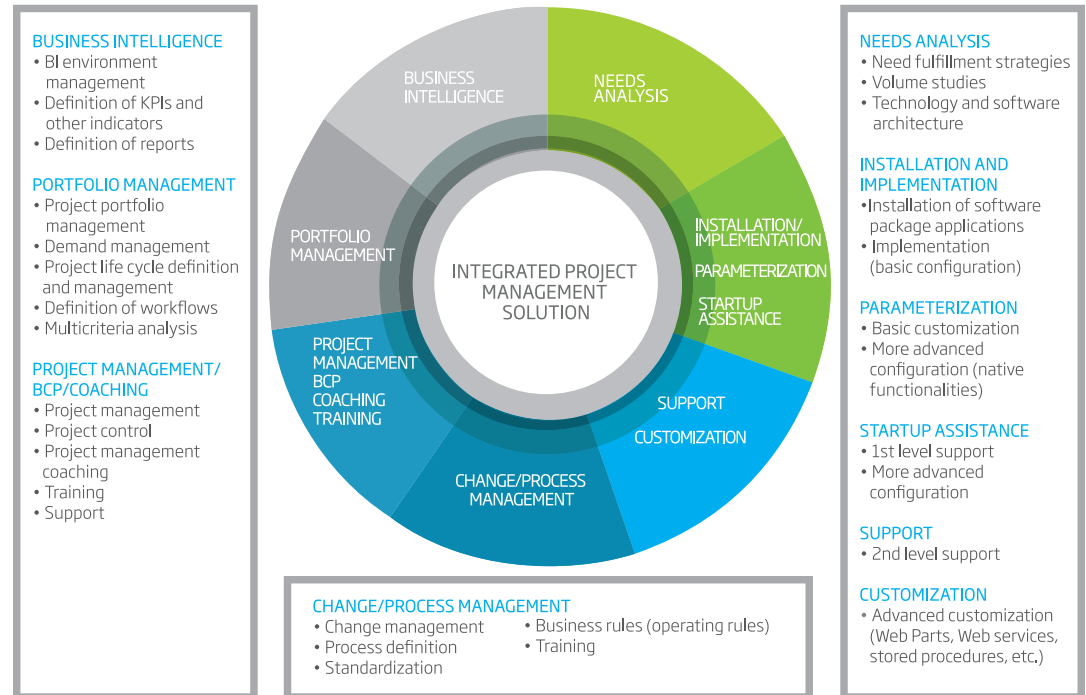 BUSINESS INTELLIGENCE
• BI environment
management
• Definition of KPIs and
other indicators
• Definition of reports
PORTFOLIO MANAGEMENT
• Project portfolio
management
• Demand management
• Project life cycle definition
and management
• Definition of workflows
• Multicriteria analysis
PROJECT MANAGEMENT/
BCP/COACHING
• Project management
• Project control
• Project management
coaching
• Training
• Support
BUSINESS
INTELLIGENCE
NEEDS
ANALYSIS
PORTFOLIO
MANAGEMENT
INSTALLATION/
IMPLEMENTATION
PARAMETERIZATION
STARTUP
ASSISTANCE
INTEGRATED PROJECT
MANAGEMENT
SOLUTION
PROJECT
MANAGEMENT
BCP
COACHING
TRAINING
SUPPORT
CUSTOMIZATION
CHANGE/PROCESS
MANAGEMENT
CHANGE/PROCESS MANAGEMENT
• Change management
• Process definition
• Standardization
• Business rules (operating rules)
• Training
NEEDS ANALYSIS
• Need fulfillment strategies
• Volume studies
• Technology and software
architecture
INSTALLATION AND
IMPLEMENTATION
•Installation of software
package applications
• Implementation
(basic configuration)
PARAMETERIZATION
• Basic customization
• More advanced
configuration (native
functionalities)
STARTUP ASSISTANCE
• 1st level support
• More advanced
configuration
SUPPORT
• 2nd level support
CUSTOMIZATION
• Advanced customization
(Web Parts, Web services,
stored procedures, etc.)